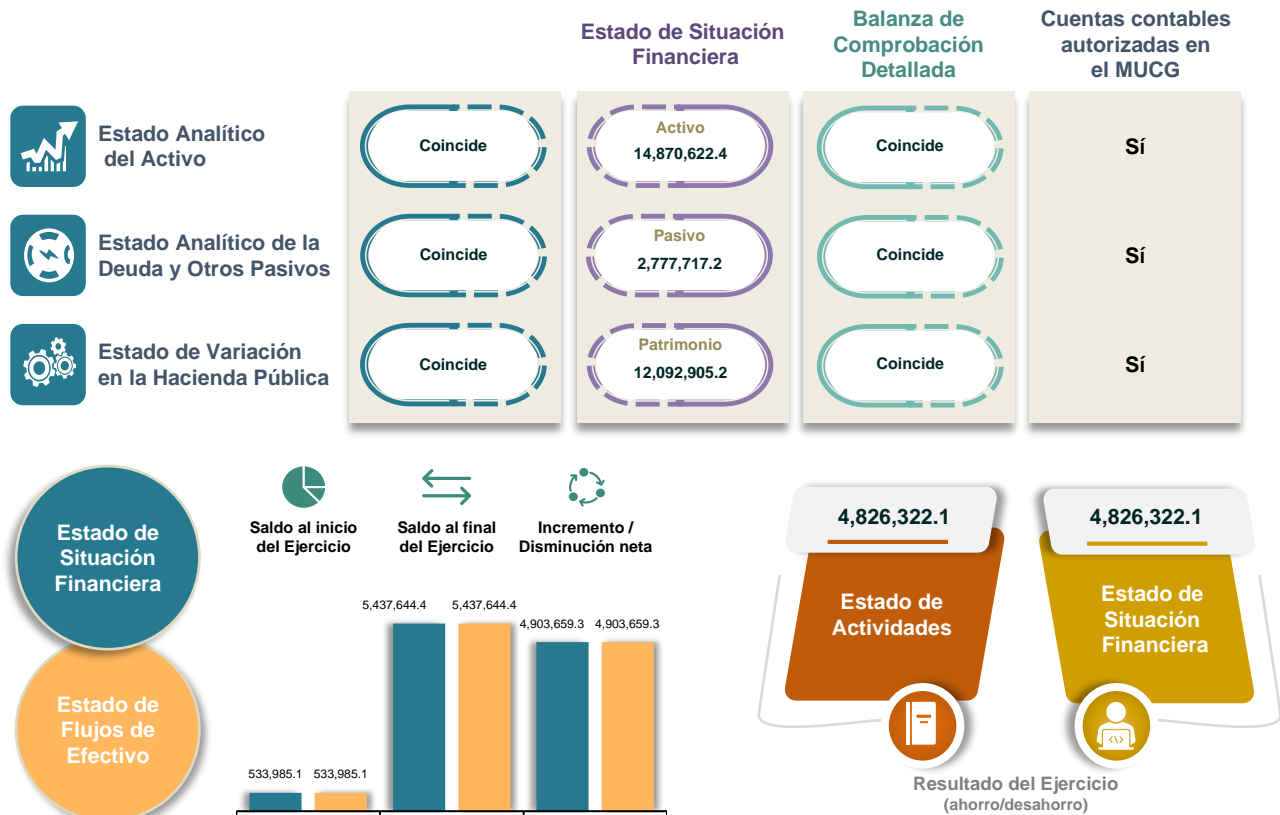 Estado de Situación
Financiera
Balanza de
Comprobación
Detallada
Cuentas contables
autorizadas en
el MUCG
Estado Analítico
del Activo
Coincide
Activo
14,870,622.4
Coincide
Sí
Estado Analítico de la
Deuda y Otros Pasivos
Coincide
Pasivo
2,777,717.2
Coincide
Sí
Estado de Variación
en la Hacienda Pública
Coincide
Patrimonio
12,092,905.2
Coincide
Sí
Estado de
Situación
Financiera
Estado de
Flujos de
Efectivo
Saldo al inicio
del Ejercicio
Saldo al final
del Ejercicio
Incremento /
Disminución neta
533,985.1 533,985.1
5,437,644.4 5,437,644.4
4,903,659.3 4,903,659.3
4,826,322.1
Estado de
Actividades
4,826,322.1
Estado de
Situación
Financiera
Resultado del Ejercicio
(ahorro/desahorro)